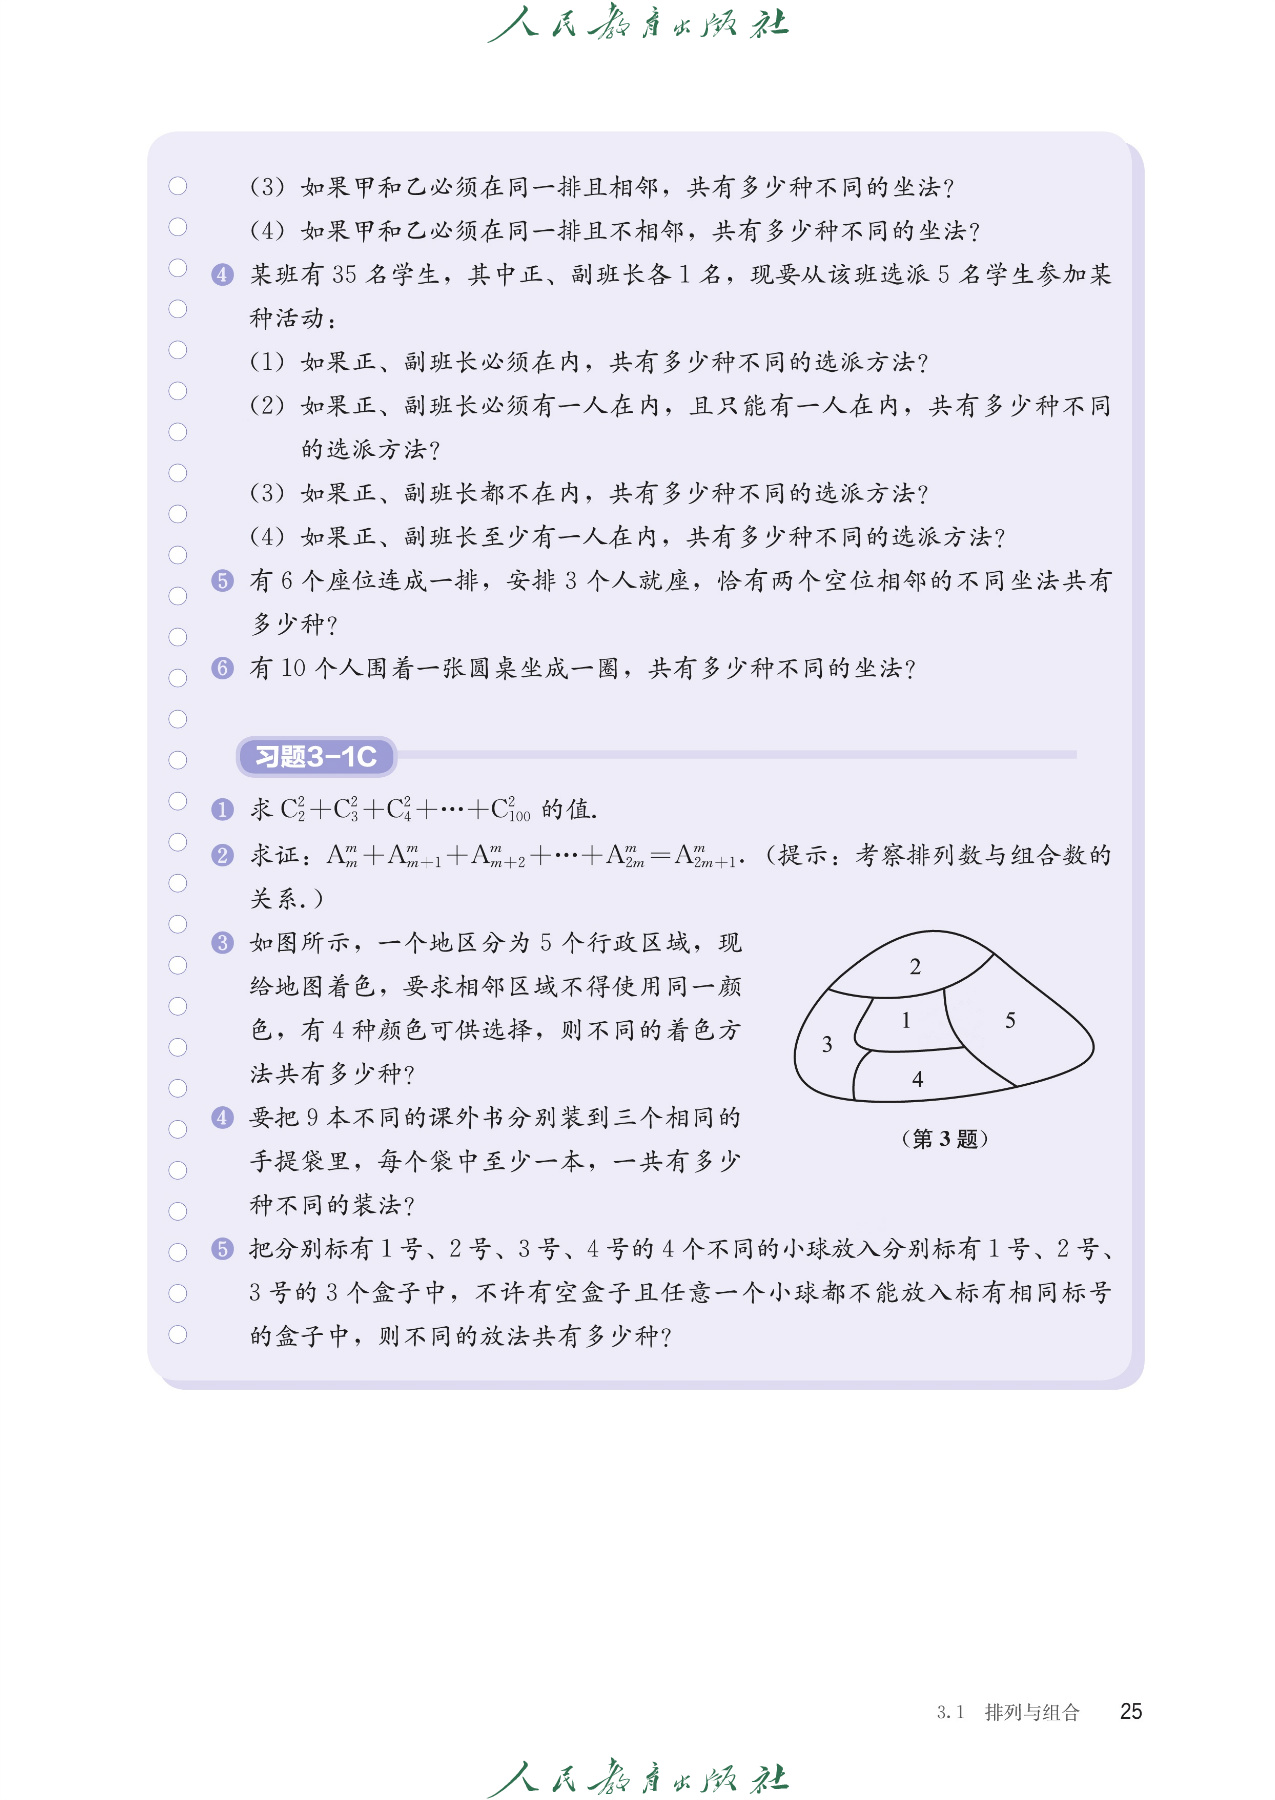 人民教育出版社
（3）如果甲和乙必须在同一排且相邻，共有多少种不同的坐法？
（4）如果甲和乙必须在同一排且不相邻，共有多少种不同的坐法？
4 某班有 35 名学生，其中正、副班长各 1 名，现要从该班选派 5 名学生参加某
种活动：
（1）如果正、副班长必须在内，共有多少种不同的选派方法？
（2）如果正、副班长必须有一人在内，且只能有一人在内，共有多少种不同
的选派方法？
（3）如果正、副班长都不在内，共有多少种不同的选派方法？
（4）如果正、副班长至少有一人在内，共有多少种不同的选派方法？
5 有 6 个座位连成一排，安排 3 个人就座，恰有两个空位相邻的不同坐法共有
多少种？
6 有 10 个人围着一张圆桌坐成一圈，共有多少种不同的坐法？
习题3-1C
1 求 $C_2^2+C_3^2+C_4^2+\cdots+C_{100}^2$ 的值.
2 求证：$A_m^m+A_{m+1}^m+A_{m+2}^m+\cdots+A_{2m}^m=A_{2m+1}^m$.（提示：考察排列数与组合数的
关系.）
3 如图所示，一个地区分为 5 个行政区域，现
给地图着色，要求相邻区域不得使用同一颜
色，有 4 种颜色可供选择，则不同的着色方
法共有多少种？
2
1
5
3
4
（第 3 题）
4 要把 9 本不同的课外书分别装到三个相同的
手提袋里，每个袋中至少一本，一共有多少
种不同的装法？
5 把分别标有 1 号、2 号、3 号、4 号的 4 个不同的小球放入分别标有 1 号、2 号、
3 号的 3 个盒子中，不许有空盒子且任意一个小球都不能放入标有相同标号
的盒子中，则不同的放法共有多少种？
3.1 排列与组合 25
人民教育出版社